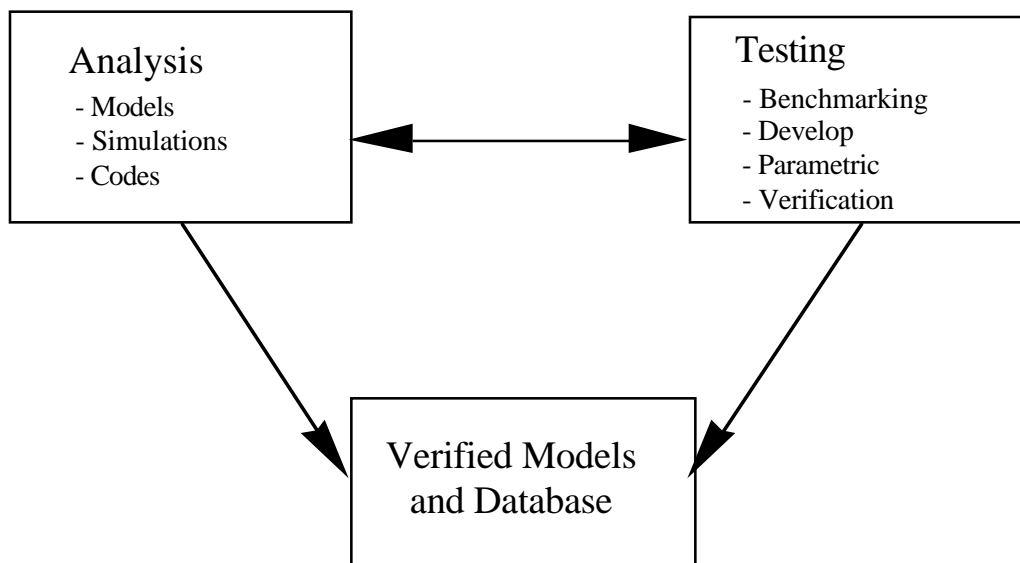 Analysis
- Models
- Simulations
- Codes
Testing
- Benchmarking
- Develop
- Parametric
- Verification
Verified Models
and Database